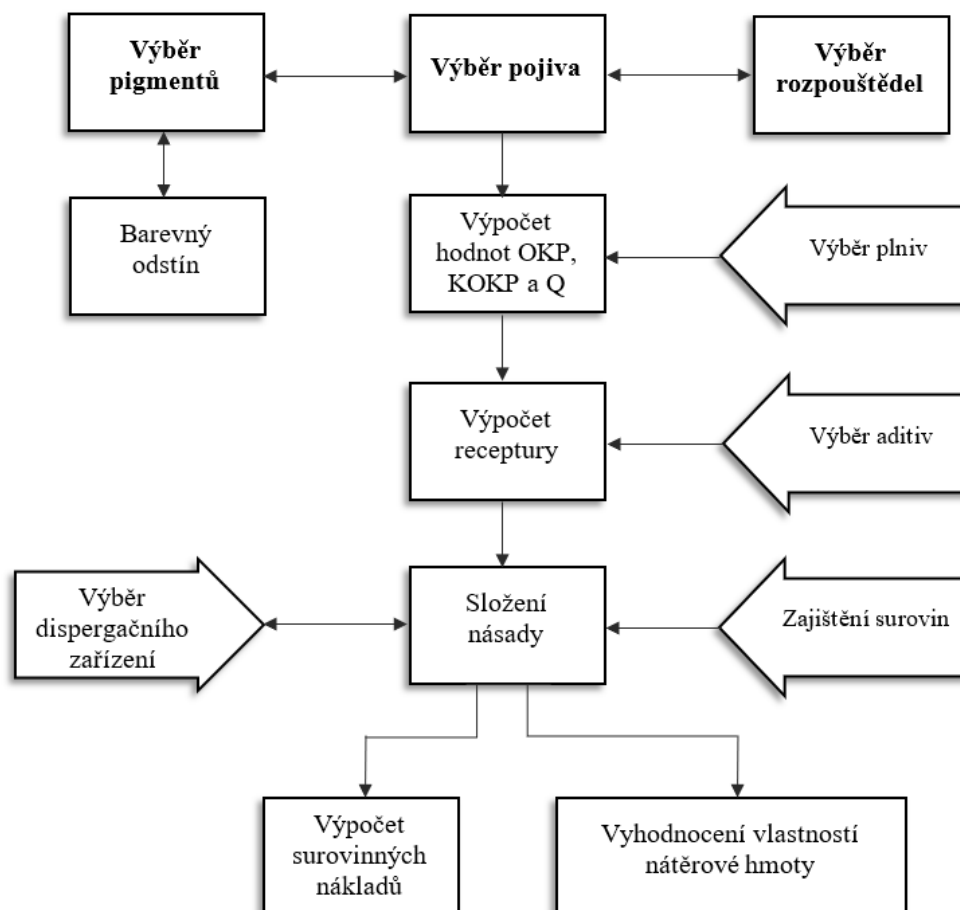 Výběr
pigmentů
Výběr pojiva
Výběr
rozpouštědel
Barevný
odstín
Výpočet
hodnot OKP,
KOKP a Q
Výběr plniv
Výpočet
receptury
Výběr aditiv
Výběr
dispergačního
zařízení
Složení
násady
Zajištění surovin
Výpočet
surovinných
nákladů
Vyhodnocení vlastností
nátěrové hmoty